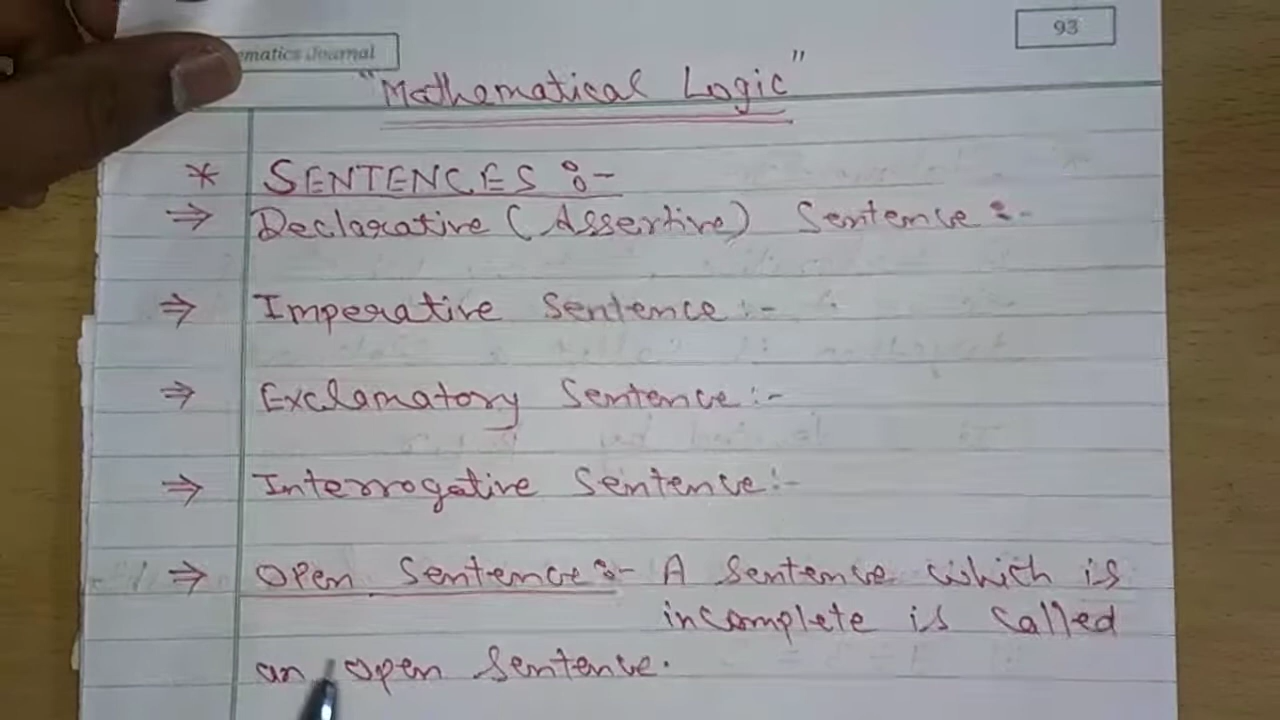 ematics Journal
93
"Mathematical Logic"
* SENTENCES :-
⇒ Declarative (Assertive) Sentence :-
⇒ Imperative Sentence :-
⇒ Exclamatory Sentence :-
⇒ Interrogative Sentence :-
⇒ Open Sentence :- A Sentence which is
incomplete is called
an open Sentence.